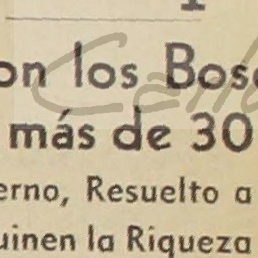 on los Bos
más de 30
erno, Resuelto a
uinen la Riqueza